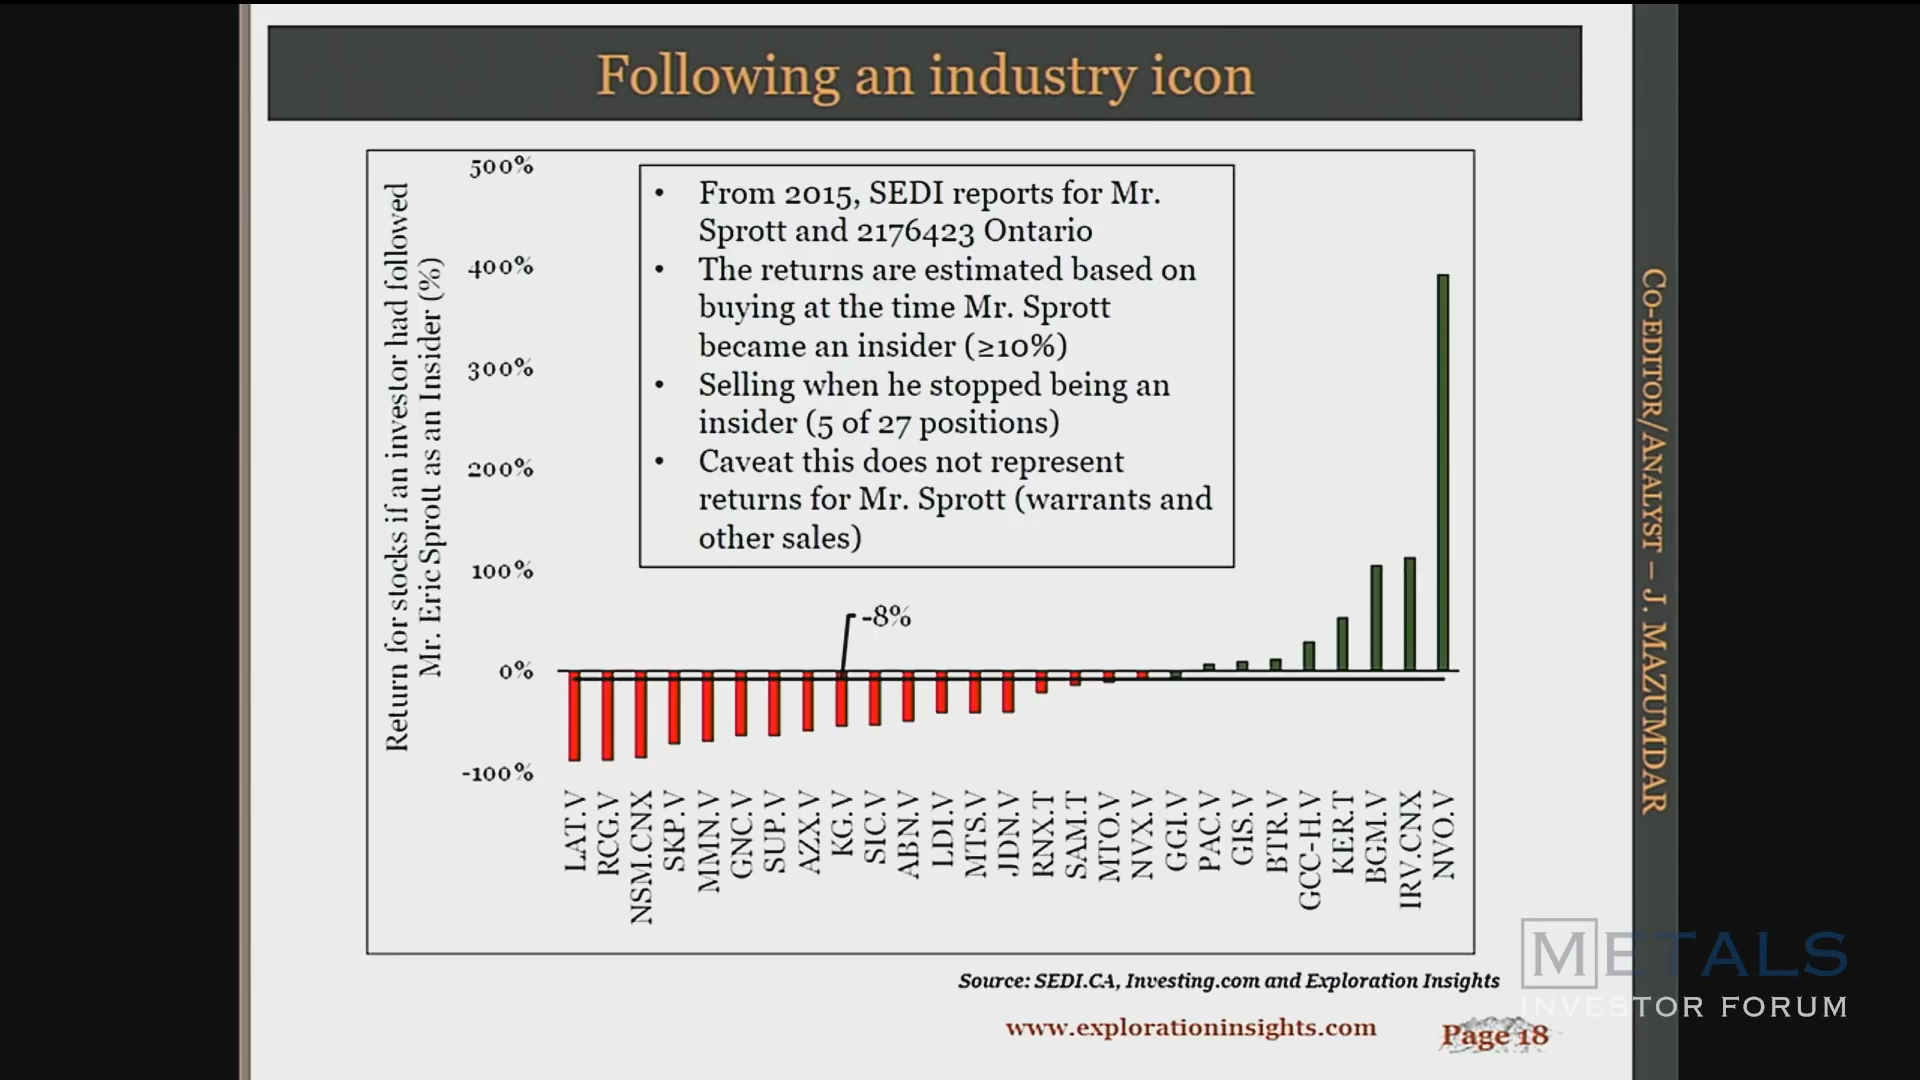 Following an industry icon
Return for stocks if an investor had followed
Mr. Eric Sprott as an Insider (%)
500%
400%
300%
200%
100%
0%
-100%
• From 2015, SEDI reports for Mr.
Sprott and 2176423 Ontario
• The returns are estimated based on
buying at the time Mr. Sprott
became an insider (≥10%)
• Selling when he stopped being an
insider (5 of 27 positions)
• Caveat this does not represent
returns for Mr. Sprott (warrants and
other sales)
-8%
LAT.V
RCG.V
NSM.CNX
SKP.V
MMN.V
GNC.V
SUP.V
AZX.V
KG.V
SIC.V
ABN.V
LDI.V
MTS.V
JDN.V
RNX.T
SAM.T
MTO.V
NVX.V
GGI.V
PAC.V
GIS.V
BTR.V
GCC-H.V
KER.T
BGM.V
IRV.CNX
NVO.V
Co-editor/Analyst – J. Mazumdar
Source: SEDI.CA, Investing.com and Exploration Insights
www.explorationinsights.com
Page 18
METALS
INVESTOR FORUM